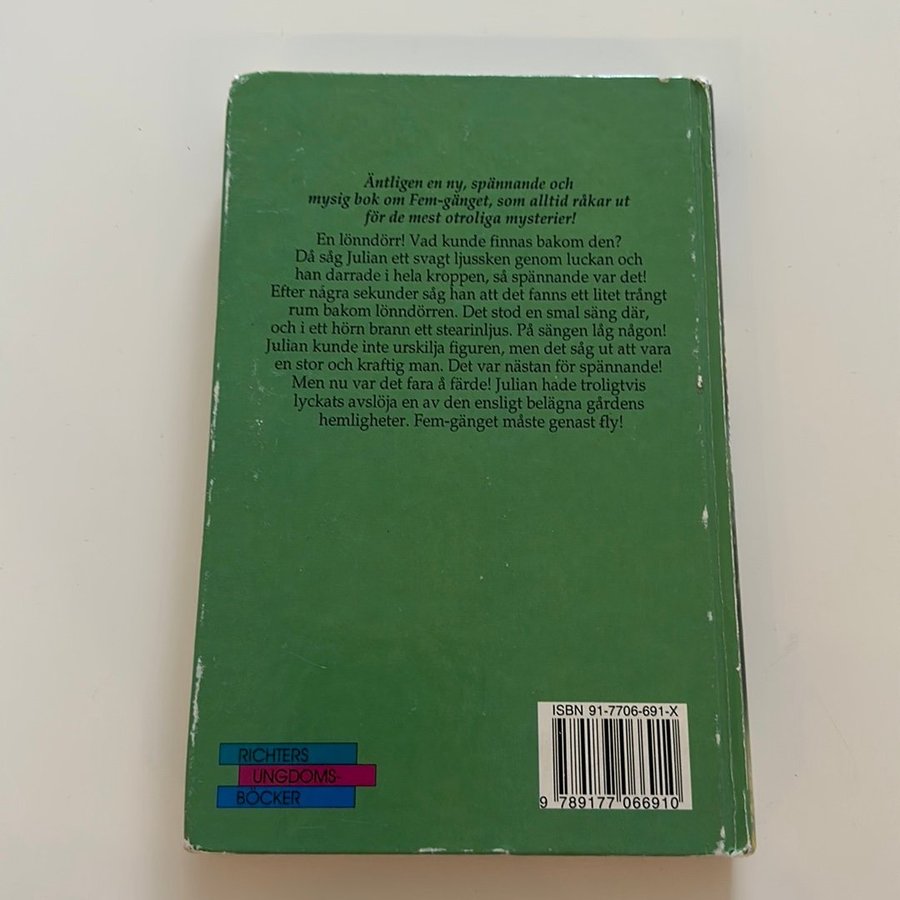 Äntligen en ny, spännande och
mysig bok om Fem-gänget, som alltid råkar ut
för de mest otroliga mysterier!
En lönndörr! Vad kunde finnas bakom den?
Då såg Julian ett svagt ljussken genom luckan och
han darrade i hela kroppen, så spännande var det!
Efter några sekunder såg han att det fanns ett litet trångt
rum bakom lönndörren. Det stod en smal säng där,
och i ett hörn brann ett stearinljus. På sängen låg någon!
Julian kunde inte urskilja figuren, men det såg ut att vara
en stor och kraftig man. Det var nästan för spännande!
Men nu var det fara å färde! Julian hade troligtvis
lyckats avslöja en av den ensligt belägna gårdens
hemligheter. Fem-gänget måste genast fly!
ISBN 91-7706-691-X
9 789177 066910
RICHTERS
UNGDOMS-
BÖCKER